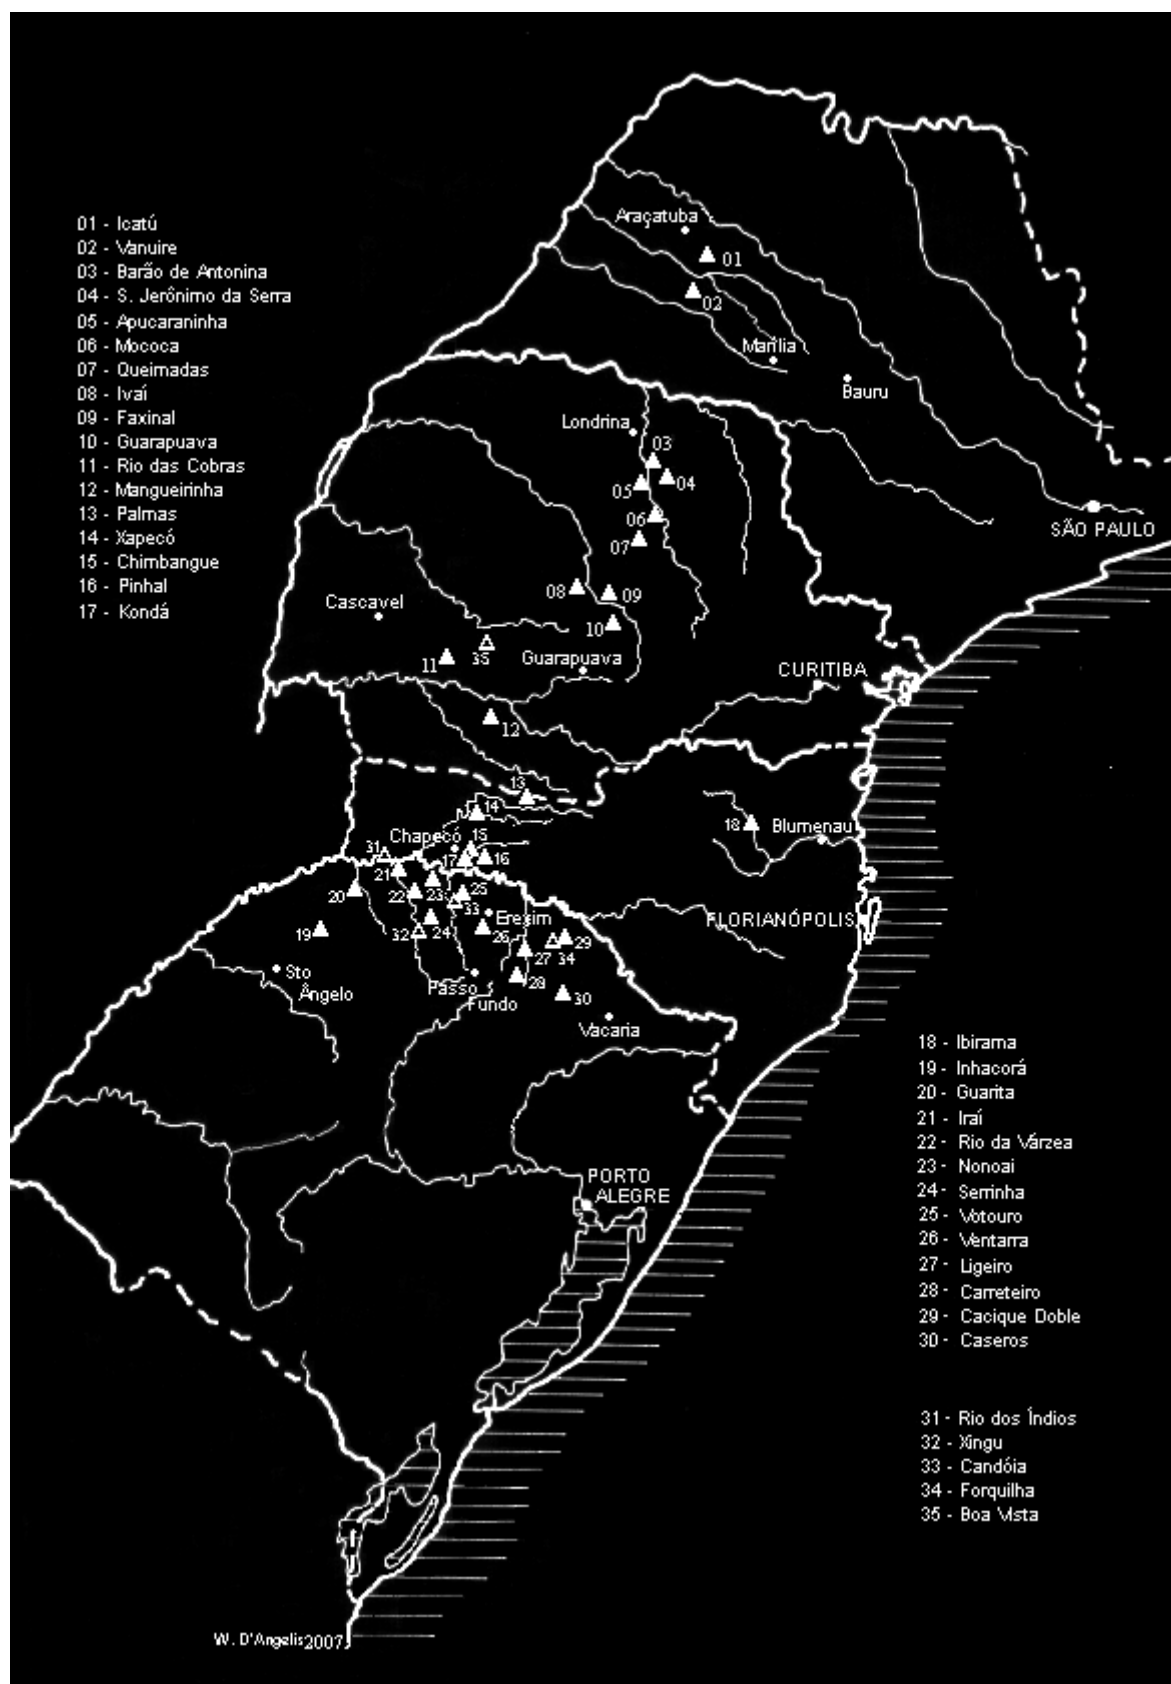 01 - Icatú
02 - Vanuire
03 - Barão de Antonina
04 - S. Jerônimo da Serra
05 - Apucaraninha
06 - Mococa
07 - Queimadas
08 - Ivaí
09 - Faxinal
10 - Guarapuava
11 - Rio das Cobras
12 - Mangueirinha
13 - Palmas
14 - Xapecó
15 - Chimbangue
16 - Pinhal
17 - Kondá
Araçatuba
01
02
Marília
Bauru
Londrina
03
05
04
06
07
SÃO PAULO
08
09
Cascavel
10
35
11
Guarapuava
CURITIBA
12
13
14
18
Blumenau
Chapecó
15
31
17
16
21
20
22
23
25
33
Erexim
FLORIANÓPOLIS
19
32
24
26
29
27
34
Sto
Ângelo
Passo
Fundo
28
30
Vacaria
18 - Ibirama
19 - Inhacorá
20 - Guarita
21 - Iraí
22 - Rio da Várzea
23 - Nonoai
24 - Serrinha
25 - Votouro
26 - Ventarra
27 - Ligeiro
28 - Carreteiro
29 - Cacique Doble
30 - Caseros
PORTO
ALEGRE
31 - Rio dos Índios
32 - Xingu
33 - Candóia
34 - Forquilha
35 - Boa Vista
W. D'Angelis2007